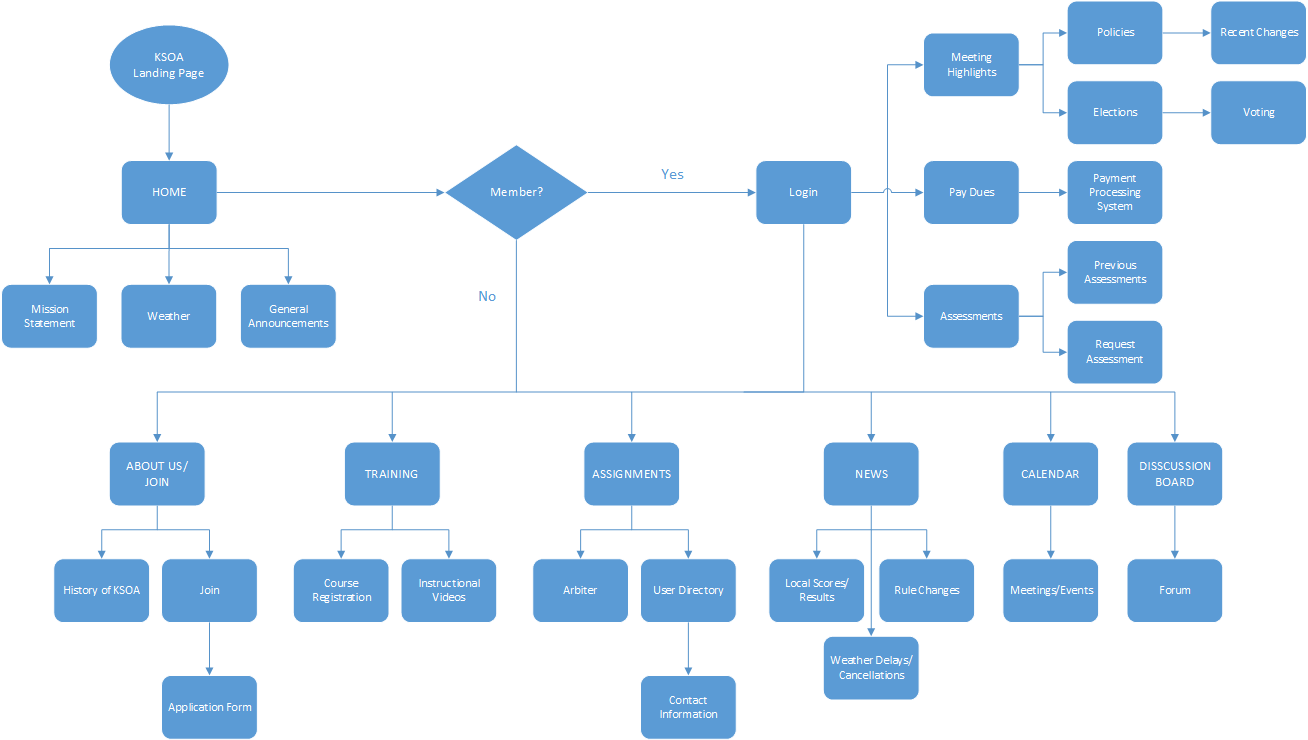 KSOA
Landing Page
HOME
Member?
Yes
No
Login
Mission
Statement
Weather
General
Announcements
Meeting
Highlights
Policies
Recent Changes
Elections
Voting
Pay Dues
Payment
Processing
System
Assessments
Previous
Assessments
Request
Assessment
ABOUT US/
JOIN
TRAINING
ASSIGNMENTS
NEWS
CALENDAR
DISSCUSSION
BOARD
History of KSOA
Join
Course
Registration
Instructional
Videos
Arbiter
User Directory
Local Scores/
Results
Rule Changes
Meetings/Events
Forum
Weather Delays/
Cancellations
Application Form
Contact
Information